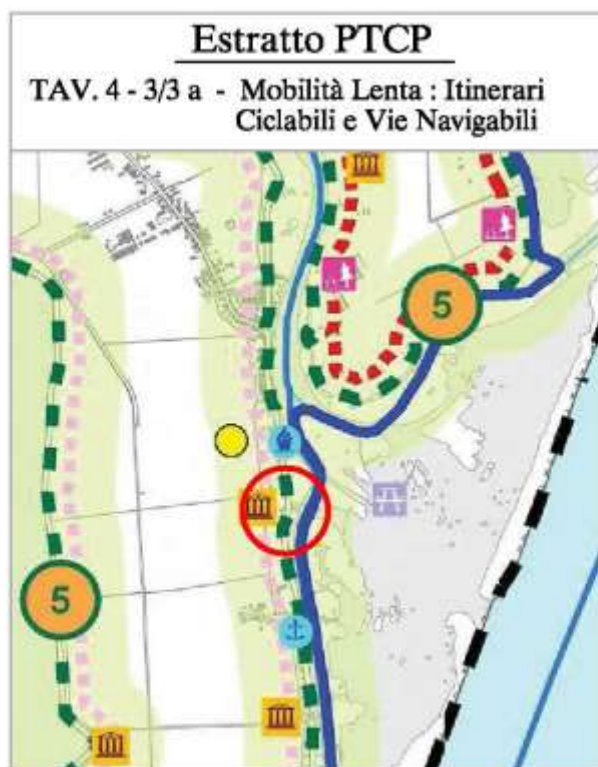 Estratto PTCP
TAV. 4 - 3/3 a - Mobilità Lenta : Itinerari
Ciclabili e Vie Navigabili
5
5